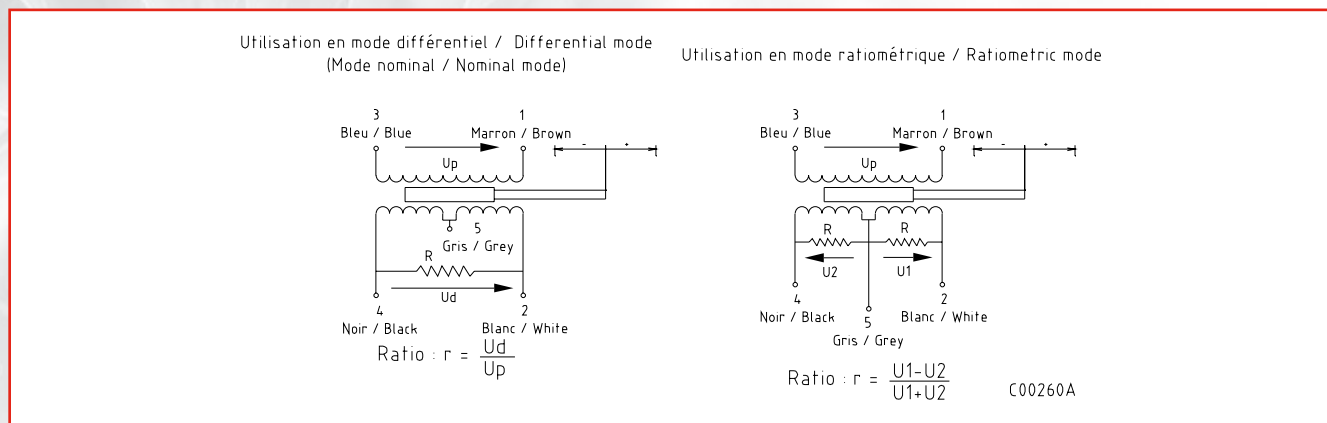 Utilisation en mode différentiel / Differential mode
(Mode nominal / Nominal mode)
3
1
Bleu / Blue
Marron / Brown
-
+
Up
5
Gris / Grey
R
Ud
4
2
Noir / Black
Blanc / White
Ratio : r = Ud
Up
Utilisation en mode ratiométrique / Ratiometric mode
3
1
Bleu / Blue
Marron / Brown
-
+
Up
R
R
U2
U1
4
2
Noir / Black
5
Blanc / White
Gris / Grey
Ratio : r = U1-U2
U1+U2
C00260A